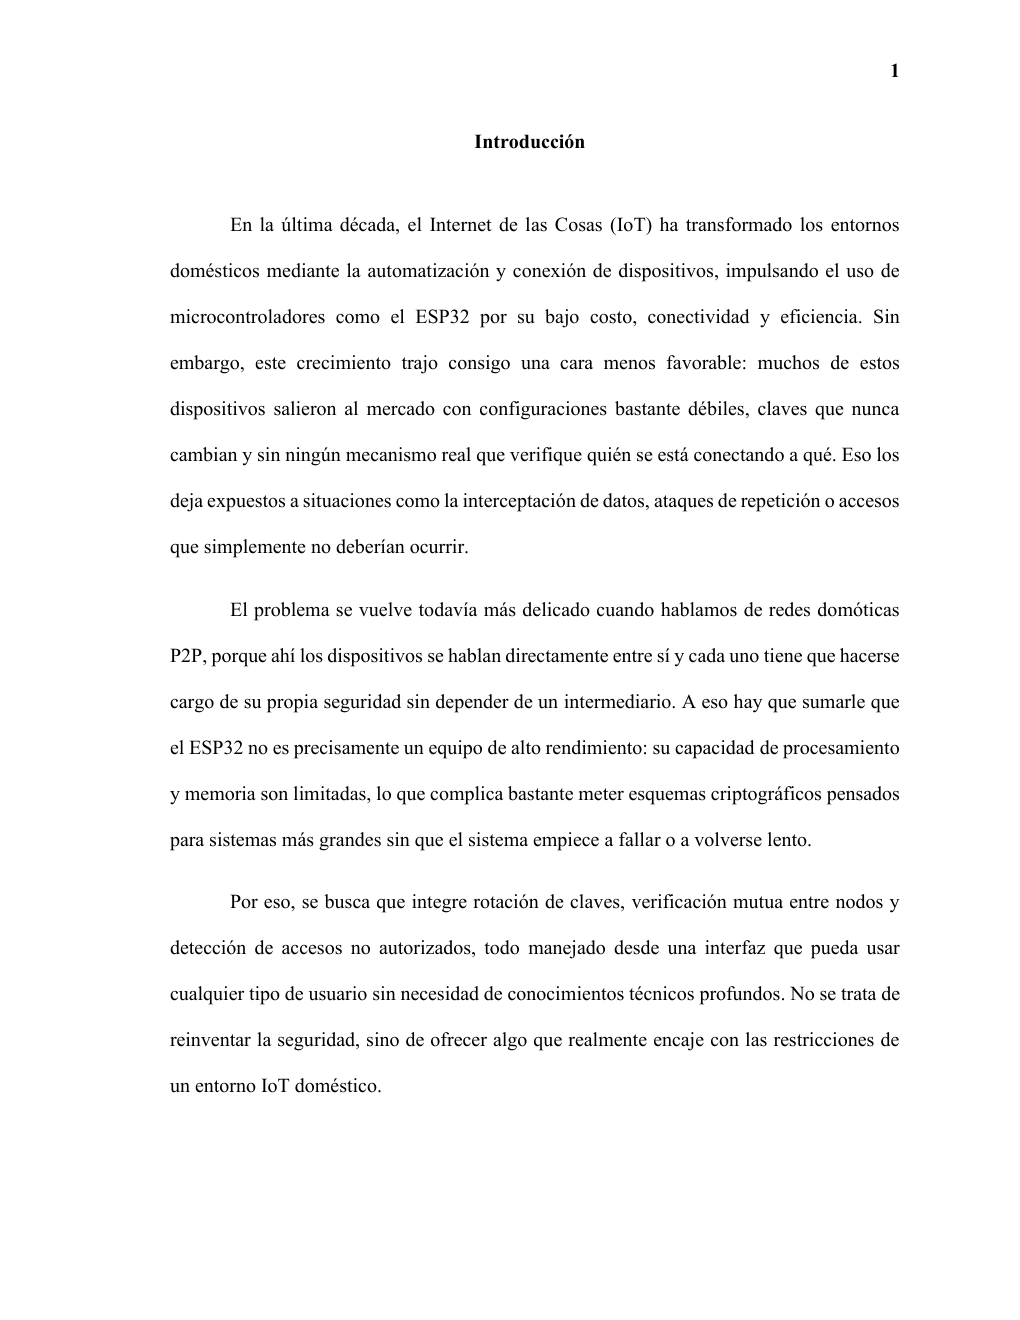 1
Introducción
En la última década, el Internet de las Cosas (IoT) ha transformado los entornos
domésticos mediante la automatización y conexión de dispositivos, impulsando el uso de
microcontroladores como el ESP32 por su bajo costo, conectividad y eficiencia. Sin
embargo, este crecimiento trajo consigo una cara menos favorable: muchos de estos
dispositivos salieron al mercado con configuraciones bastante débiles, claves que nunca
cambian y sin ningún mecanismo real que verifique quién se está conectando a qué. Eso los
deja expuestos a situaciones como la interceptación de datos, ataques de repetición o accesos
que simplemente no deberían ocurrir.
El problema se vuelve todavía más delicado cuando hablamos de redes domóticas
P2P, porque ahí los dispositivos se hablan directamente entre sí y cada uno tiene que hacerse
cargo de su propia seguridad sin depender de un intermediario. A eso hay que sumarle que
el ESP32 no es precisamente un equipo de alto rendimiento: su capacidad de procesamiento
y memoria son limitadas, lo que complica bastante meter esquemas criptográficos pensados
para sistemas más grandes sin que el sistema empiece a fallar o a volverse lento.
Por eso, se busca que integre rotación de claves, verificación mutua entre nodos y
detección de accesos no autorizados, todo manejado desde una interfaz que pueda usar
cualquier tipo de usuario sin necesidad de conocimientos técnicos profundos. No se trata de
reinventar la seguridad, sino de ofrecer algo que realmente encaje con las restricciones de
un entorno IoT doméstico.